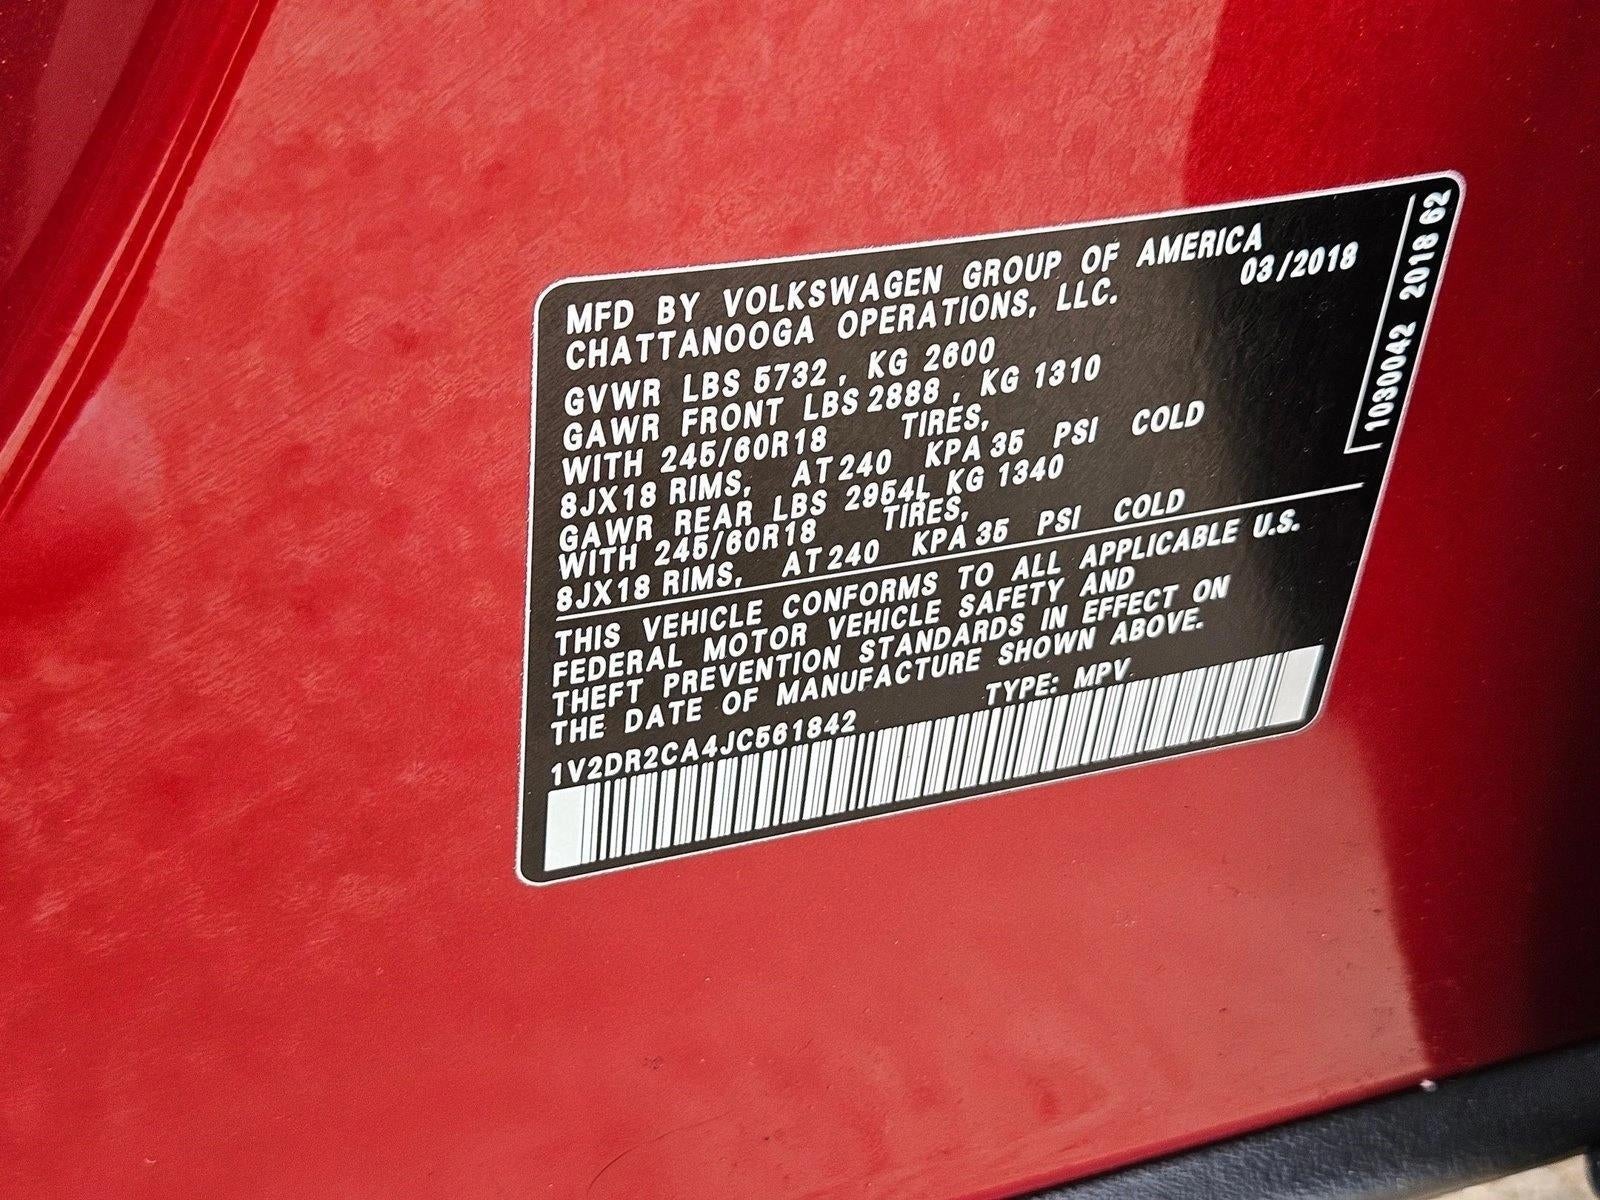 MFD BY VOLKSWAGEN GROUP OF AMERICA
CHATTANOOGA OPERATIONS, LLC. 03/2018
GVWR LBS 5732, KG 2600
GAWR FRONT LBS 2888, KG 1310
WITH 245/60R18 TIRES,
8JX18 RIMS, AT 240 KPA 35 PSI COLD
GAWR REAR LBS 2954L KG 1340
WITH 245/60R18 TIRES,
8JX18 RIMS, AT 240 KPA 35 PSI COLD
THIS VEHICLE CONFORMS TO ALL APPLICABLE U.S.
FEDERAL MOTOR VEHICLE SAFETY AND
THEFT PREVENTION STANDARDS IN EFFECT ON
THE DATE OF MANUFACTURE SHOWN ABOVE.
1V2DR2CA4JC561842 TYPE: MPV
1030042 2018 62